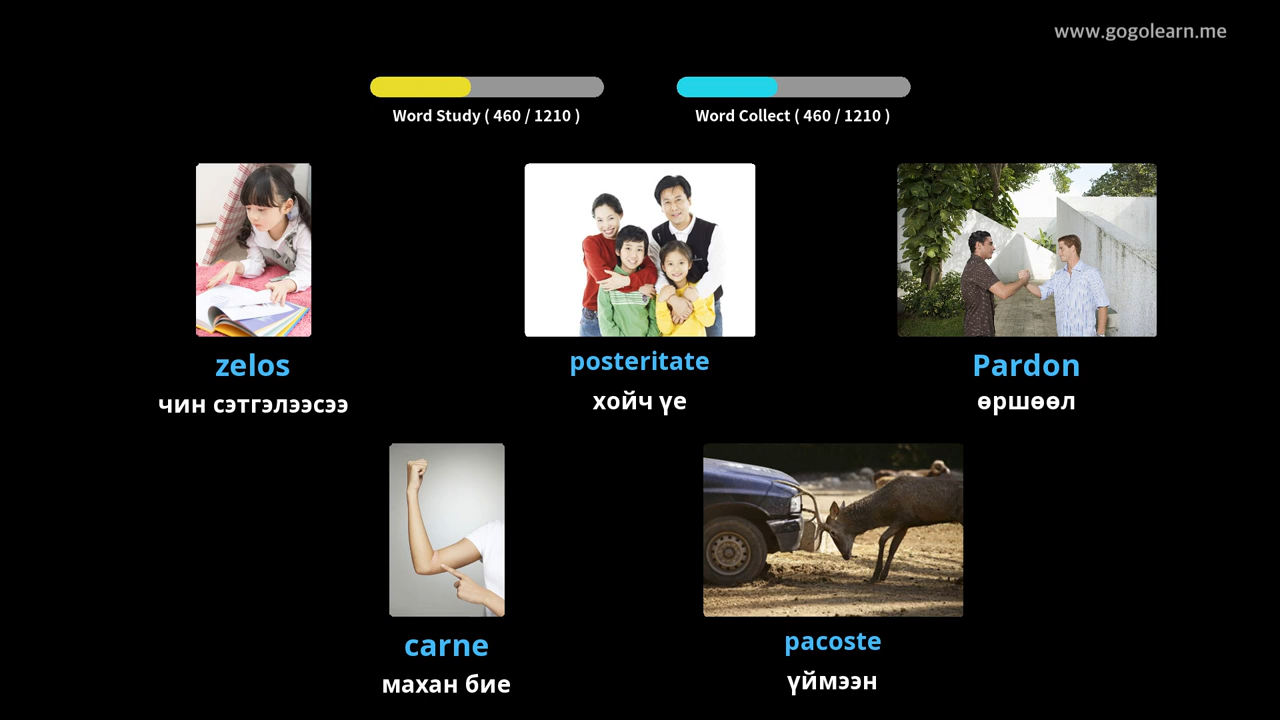 www.gogolearn.me
Word Study ( 460 / 1210 )
Word Collect ( 460 / 1210 )
zelos
чин сэтгэлээсээ
posteritate
хойч үе
Pardon
өршөөл
carne
махан бие
pacoste
үймээн